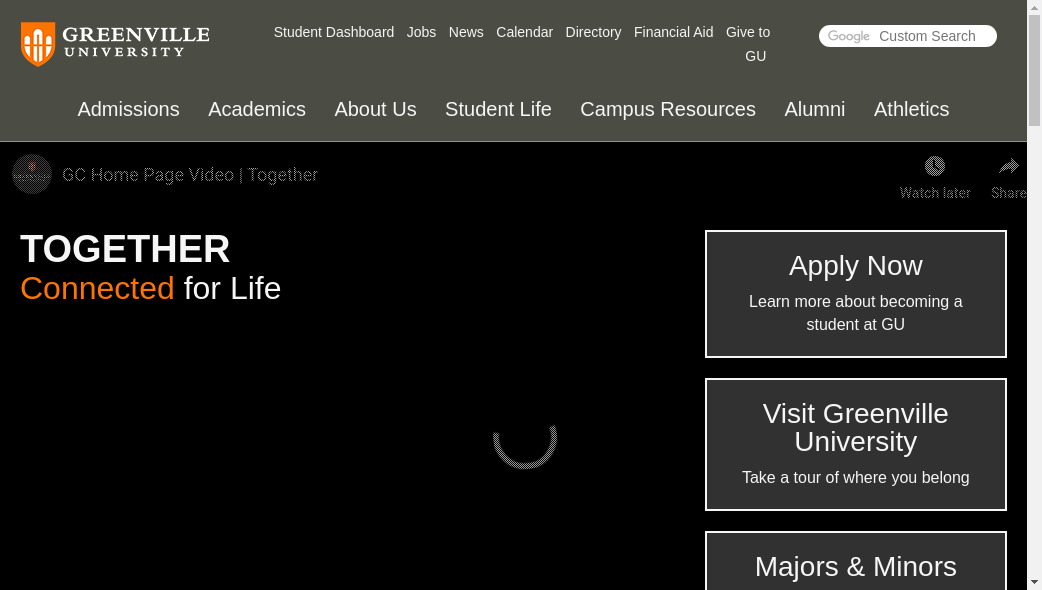 GREENVILLE
UNIVERSITY
Student Dashboard Jobs News Calendar Directory Financial Aid Give to
GU
Google Custom Search
Admissions Academics About Us Student Life Campus Resources Alumni Athletics
GC Home Page Video | Together
Watch later Share
TOGETHER
Connected for Life
Apply Now
Learn more about becoming a
student at GU
Visit Greenville
University
Take a tour of where you belong
Majors & Minors